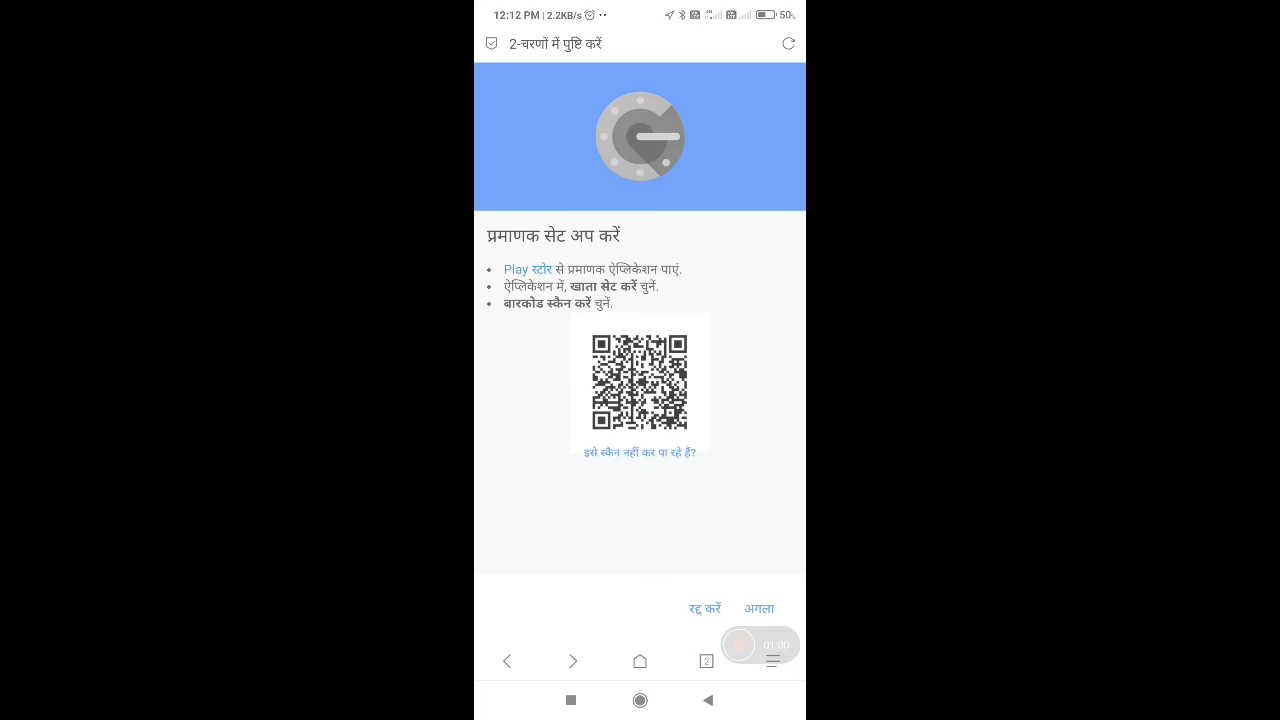 12:12 PM | 2.2KB/s
50%
2-चरणों में पुष्टि करें
प्रमाणक सेट अप करें
Play स्टोर से प्रमाणक ऐप्लिकेशन पाएं.
ऐप्लिकेशन में, खाता सेट करें चुनें.
बारकोड स्कैन करें चुनें.
इसे स्कैन नहीं कर पा रहे हैं?
रद्द करें अगला
01:00
2